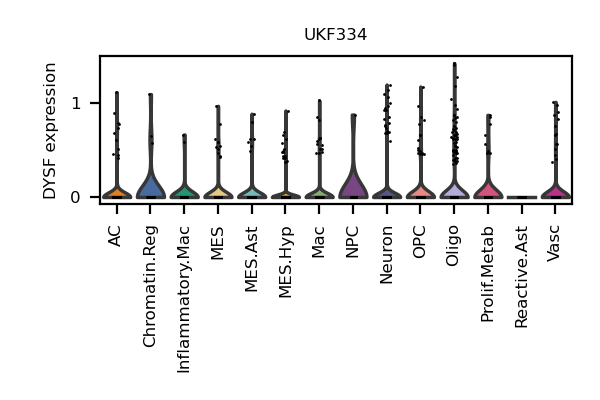 UKF334
DYSF expression
1
0
AC
Chromatin.Reg
Inflammatory.Mac
MES
MES.Ast
MES.Hyp
Mac
NPC
Neuron
OPC
Oligo
Prolif.Metab
Reactive.Ast
Vasc